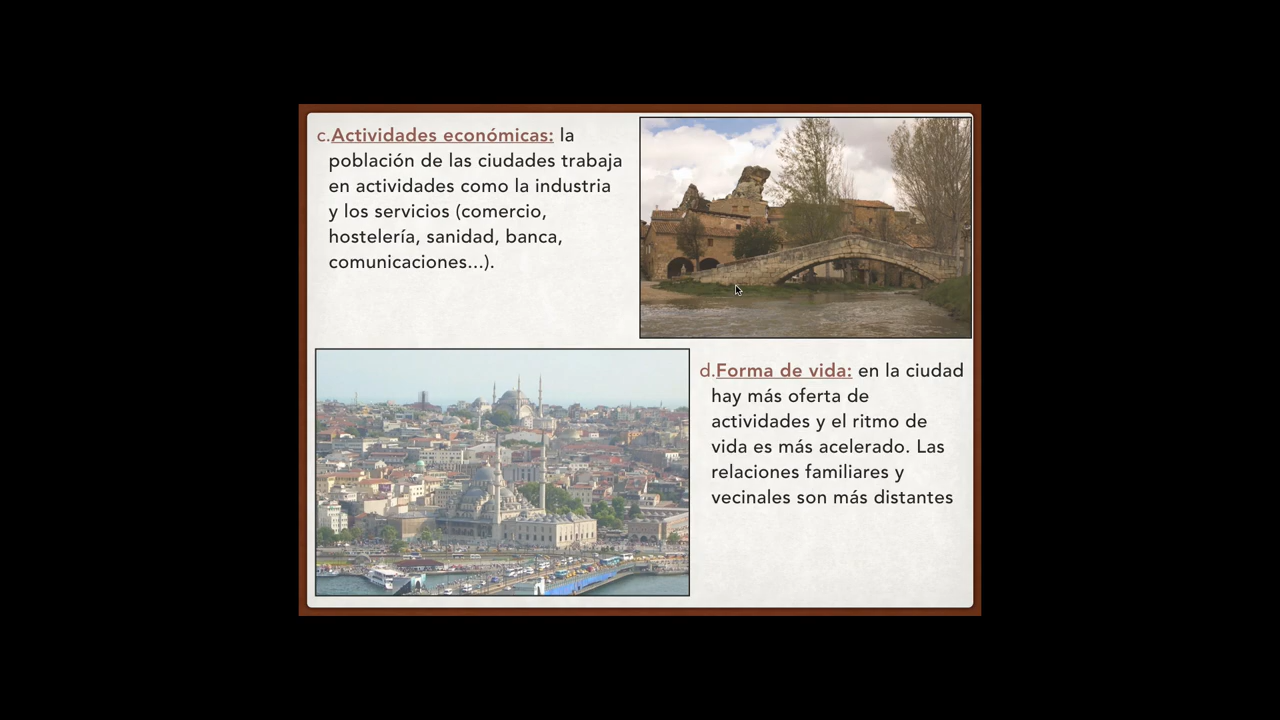 c.Actividades económicas: la
población de las ciudades trabaja
en actividades como la industria
y los servicios (comercio,
hostelería, sanidad, banca,
comunicaciones...).
d.Forma de vida: en la ciudad
hay más oferta de
actividades y el ritmo de
vida es más acelerado. Las
relaciones familiares y
vecinales son más distantes